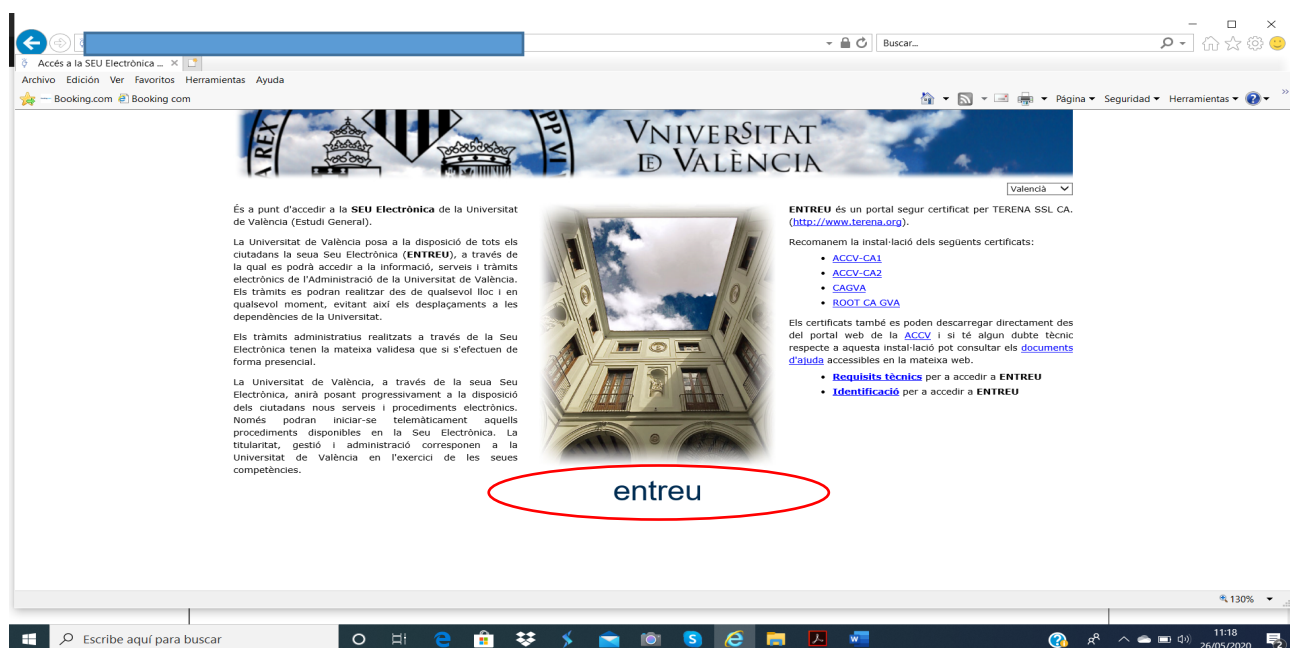 Buscar...
Accés a la SEU Electrònica ...
Archivo Edición Ver Favoritos Herramientas Ayuda
Booking.com Booking com
Página Seguridad Herramientas
A REX
PP VI
VNIVERSITAT
ID VALÈNCIA
Valencià
És a punt d'accedir a la SEU Electrònica de la Universitat
de València (Estudi General).
La Universitat de València posa a la disposició de tots els
ciutadans la seua Seu Electrònica (ENTREU), a través de
la qual es podrà accedir a la informació, serveis i tràmits
electrònics de l'Administració de la Universitat de València.
Els tràmits es podran realitzar des de qualsevol lloc i en
qualsevol moment, evitant així els desplaçaments a les
dependències de la Universitat.
Els tràmits administratius realitzats a través de la Seu
Electrònica tenen la mateixa validesa que si s'efectuen de
forma presencial.
La Universitat de València, a través de la seua Seu
Electrònica, anirà posant progressivament a la disposició
dels ciutadans nous serveis i procediments electrònics.
Només podran iniciar-se telemàticament aquells
procediments disponibles en la Seu Electrònica. La
titularitat, gestió i administració corresponen a la
Universitat de València en l'exercici de les seues
competències.
ENTREU és un portal segur certificat per TERENA SSL CA.
(http://www.terena.org).
Recomanem la instal·lació dels següents certificats:
• ACCV-CA1
• ACCV-CA2
• CAGVA
• ROOT CA GVA
Els certificats també es poden descarregar directament des
del portal web de la ACCV i si té algun dubte tècnic
respecte a aquesta instal·lació pot consultar els documents
d'ajuda accessibles en la mateixa web.
• Requisits tècnics per a accedir a ENTREU
• Identificació per a accedir a ENTREU
entreu
130%
Escribe aquí para buscar
11:18
26/05/2020